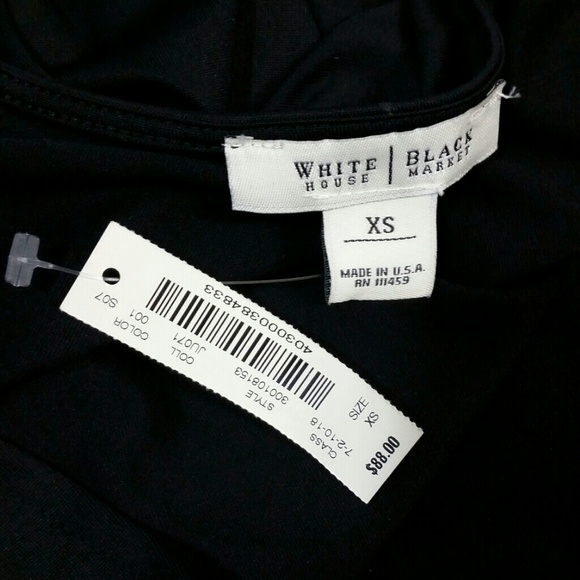 WHITE HOUSE | BLACK MARKET
XS
MADE IN U.S.A.
RN 111459
403000384833
S07
COLOR
001
COLL
JU071
STYLE
300108153
CLASS
7-2-10-18
SIZE
XS
$88.00